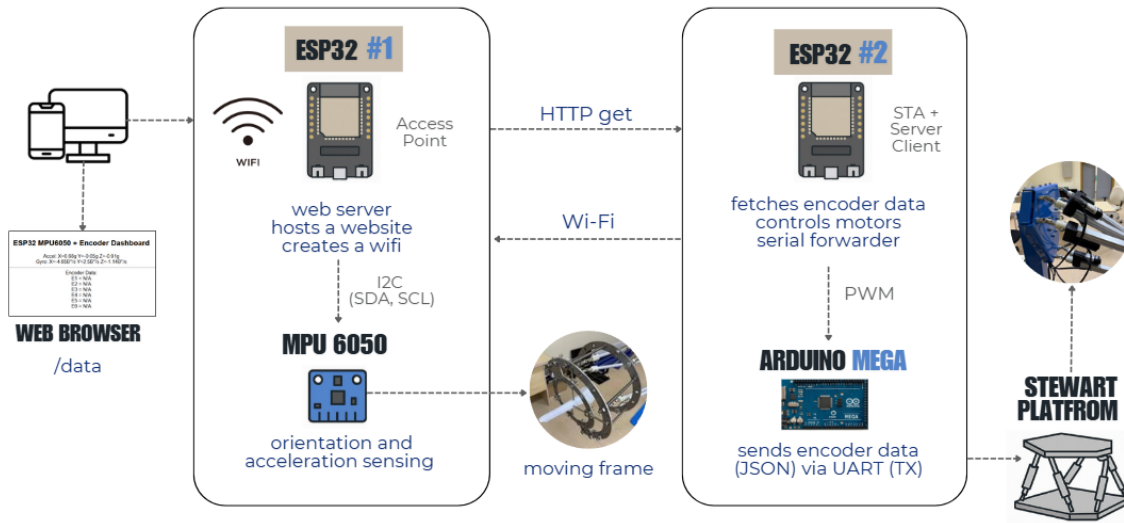 ESP32 #1
Access
Point
WIFI
web server
hosts a website
creates a wifi
I2C
(SDA, SCL)
MPU 6050
orientation and
acceleration sensing
moving frame
HTTP get
Wi-Fi
ESP32 #2
STA +
Server
Client
fetches encoder data
controls motors
serial forwarder
PWM
ARDUINO MEGA
sends encoder data
(JSON) via UART (TX)
STEWART
PLATFROM
ESP32 MPU6050 + Encoder Dashboard
Encoder Data:
E1 = N/A
E2 = N/A
E3 = N/A
E4 = N/A
E5 = N/A
E6 = N/A
WEB BROWSER
/data